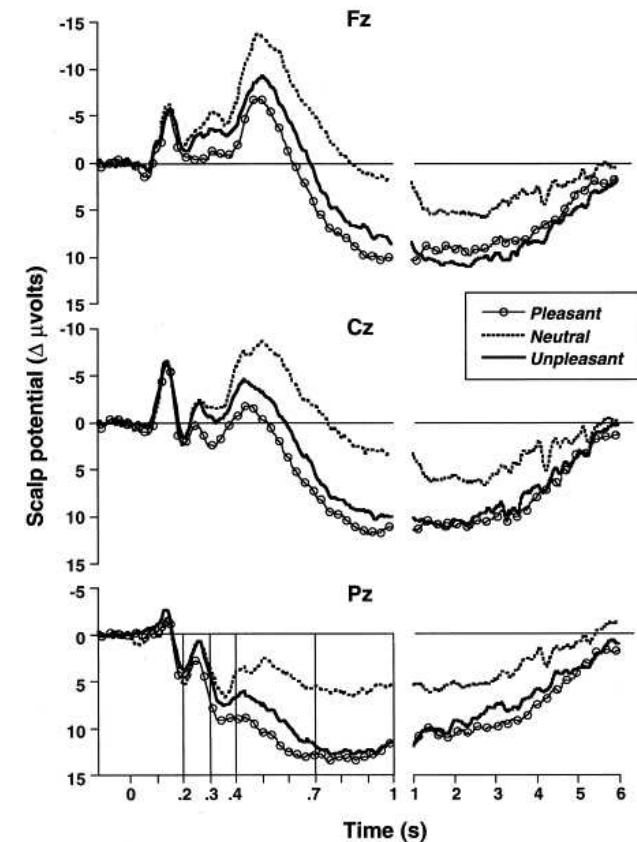 Fz
-15
-10
-5
0
5
10
15
Pleasant
Neutral
Unpleasant
Cz
-10
-5
0
5
10
15
Scalp potential (Δ μvolts)
Pz
-5
0
5
10
15
0 .2 .3 .4 .7 1 1 2 3 4 5 6
Time (s)